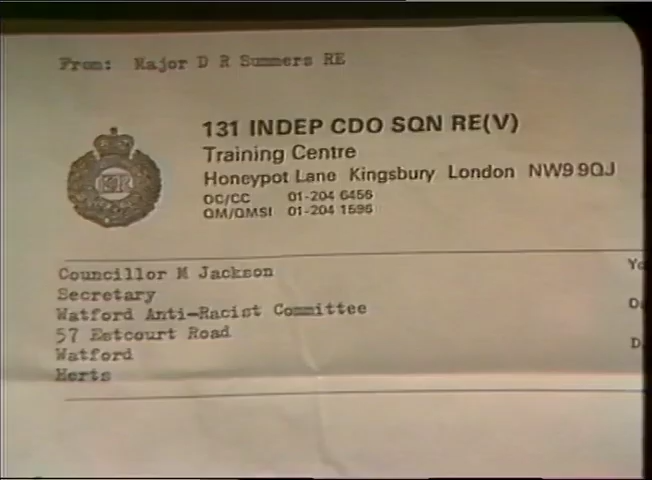 From: Major D R Summers RE
131 INDEP CDO SQN RE(V)
Training Centre
Honeypot Lane Kingsbury London NW9 9QJ
OC/CC 01-204 6456
QM/QMSI 01-204 1596
EIIR
Councillor M Jackson
Secretary
Watford Anti-Racist Committee
57 Estcourt Road
Watford
Herts
Yo
D